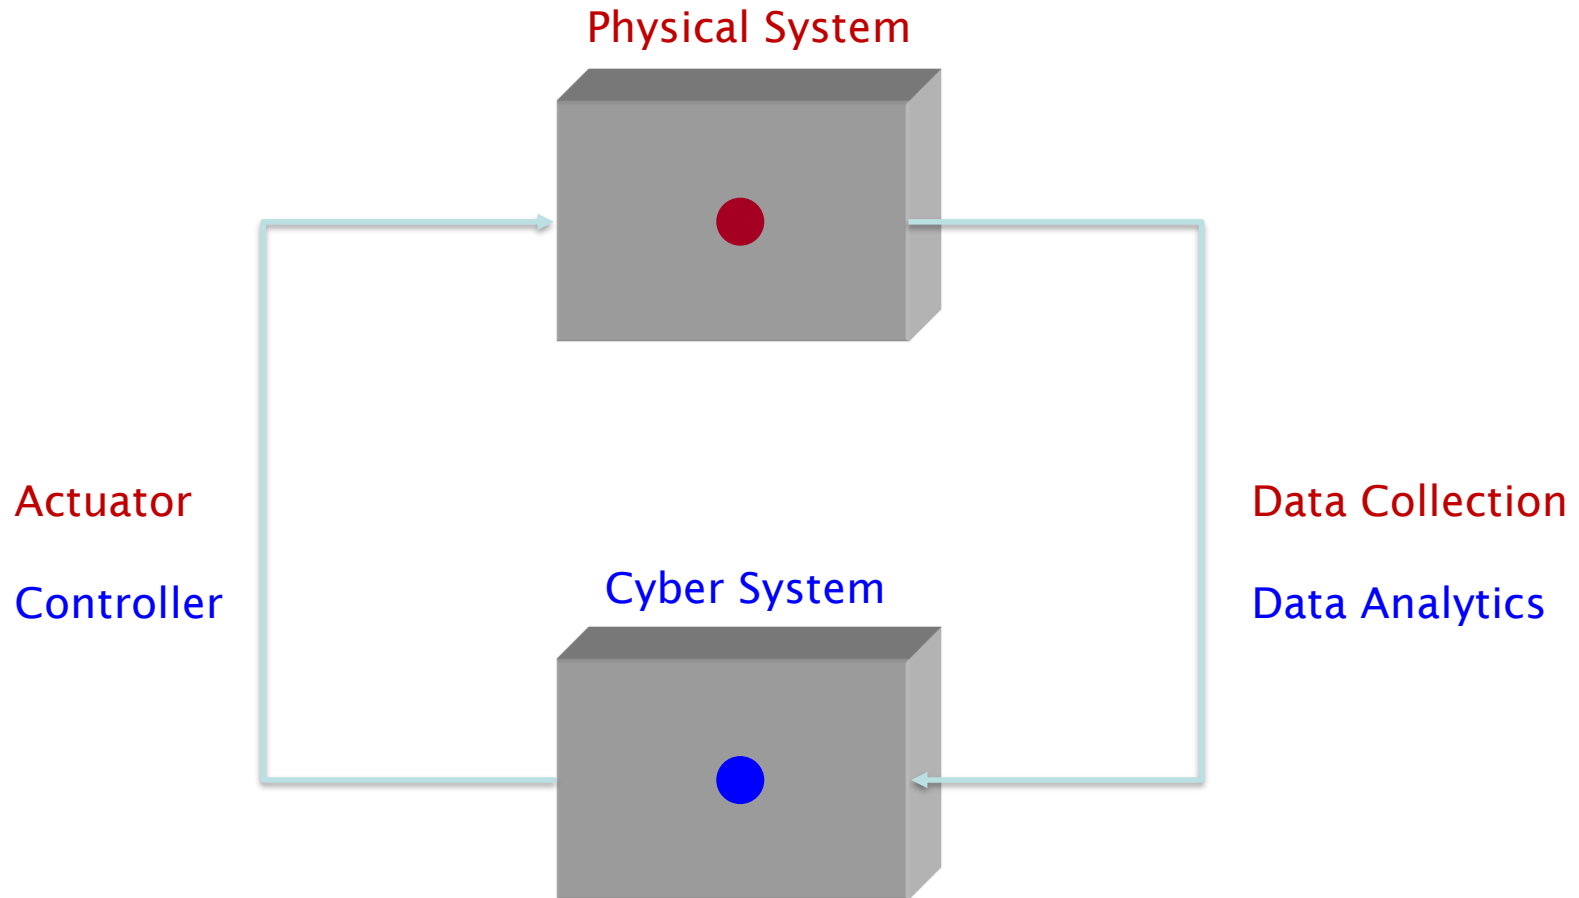 Physical System
Actuator
Controller
Cyber System
Data Collection
Data Analytics